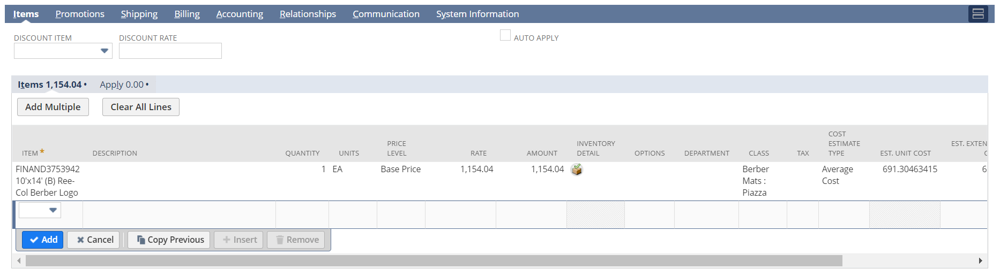 Items Promotions Shipping Billing Accounting Relationships Communication System Information
DISCOUNT ITEM DISCOUNT RATE AUTO APPLY
Items 1,154.04 • Apply 0.00 •
Add Multiple Clear All Lines
ITEM * DESCRIPTION QUANTITY UNITS PRICE LEVEL RATE AMOUNT INVENTORY DETAIL OPTIONS DEPARTMENT CLASS TAX COST ESTIMATE TYPE EST. UNIT COST EST. EXTEN
FINAND3753942 1 EA Base Price 1,154.04 1,154.04 Berber Average 691.30463415 6
10'x14' (B) Ree- Mats : Cost
Col Berber Logo Piazza
Add Cancel Copy Previous Insert Remove